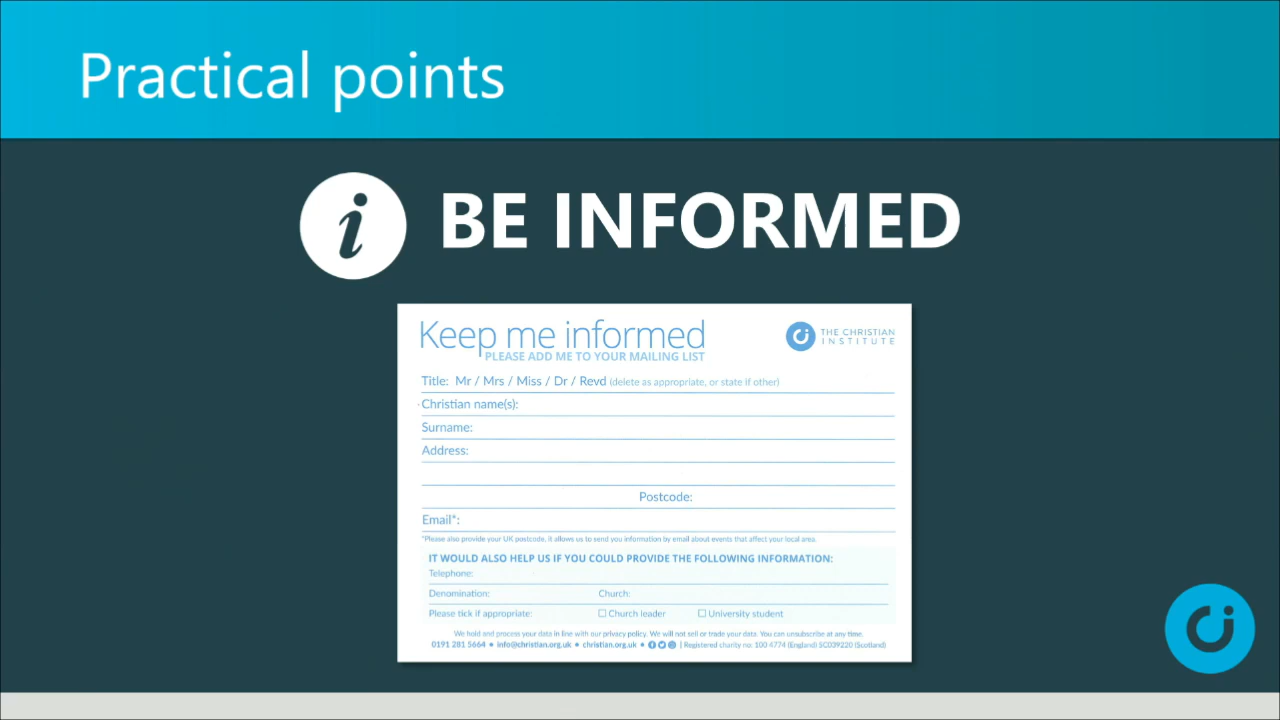 Practical points
i BE INFORMED
Keep me informed
PLEASE ADD ME TO YOUR MAILING LIST
THE CHRISTIAN
INSTITUTE
Title: Mr / Mrs / Miss / Dr / Revd (delete as appropriate, or state if other)
Christian name(s):
Surname:
Address:
Postcode:
Email*:
*Please also provide your UK postcode, it allows us to send you information by email about events that affect your local area.
IT WOULD ALSO HELP US IF YOU COULD PROVIDE THE FOLLOWING INFORMATION:
Telephone:
Denomination: Church:
Please tick if appropriate: ☐ Church leader ☐ University student
We hold and process your data in line with our privacy policy. We will not sell or trade your data. You can unsubscribe at any time.
0191 281 5664 • info@christian.org.uk • christian.org.uk • | Registered charity no: 100 4774 (England) SC039220 (Scotland)